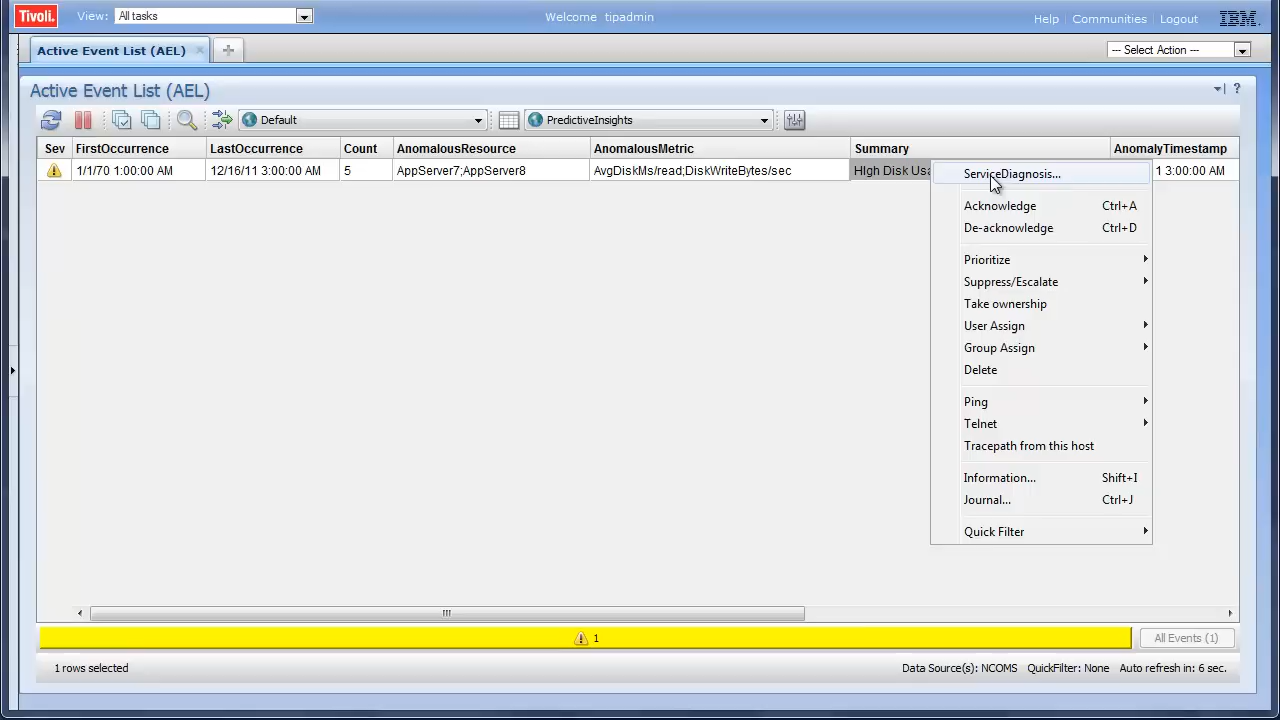 Tivoli. View: All tasks Welcome tipadmin Help Communities Logout IBM.
Active Event List (AEL) -- Select Action --
Active Event List (AEL) ?
Default PredictiveInsights
Sev FirstOccurrence LastOccurrence Count AnomalousResource AnomalousMetric Summary AnomalyTimestamp
1/1/70 1:00:00 AM 12/16/11 3:00:00 AM 5 AppServer7;AppServer8 AvgDiskMs/read;DiskWriteBytes/sec HIgh Disk Usa 1 3:00:00 AM
ServiceDiagnosis...
Acknowledge Ctrl+A
De-acknowledge Ctrl+D
Prioritize
Suppress/Escalate
Take ownership
User Assign
Group Assign
Delete
Ping
Telnet
Tracepath from this host
Information... Shift+I
Journal... Ctrl+J
Quick Filter
1 All Events (1)
1 rows selected Data Source(s): NCOMS QuickFilter: None Auto refresh in: 6 sec.